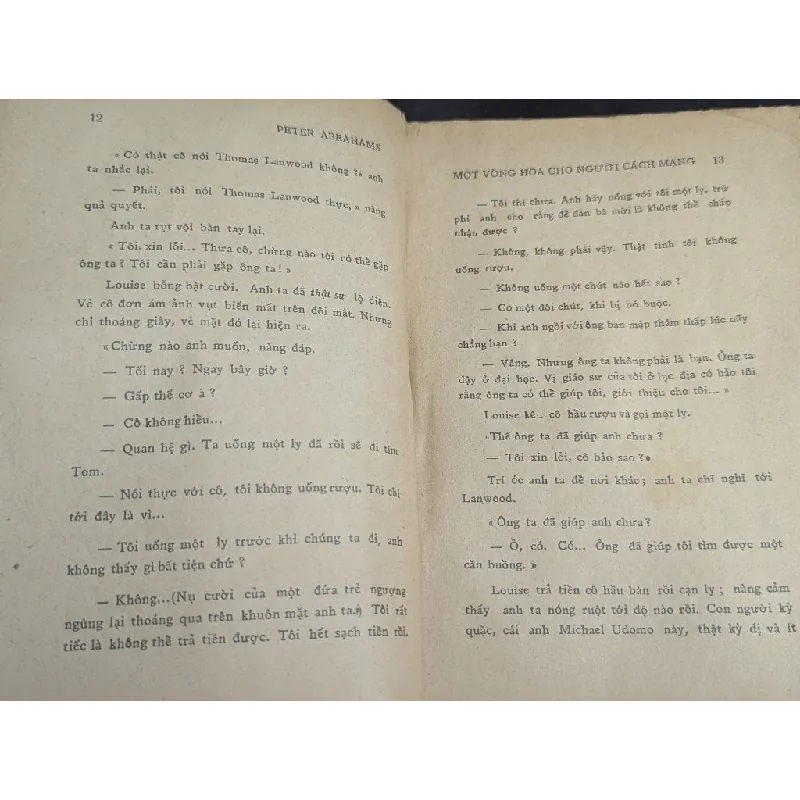 12
PETER ABRAHAMS
« Có thật cô nói Thomas Lanwood không ?» anh
ta nhắc lại.
— Phải, tôi nói Thomas Lanwood thực, » nàng
quả quyết.
Anh ta rụt vội bàn tay lại.
« Tôi xin lỗi... Thưa cô, chừng nào tôi có thể gặp
ông ta ? Tôi cần phải gặp ông ta ! »
Louise bỗng bật cười. Anh ta đã thật sự lộ diện.
Vẻ cô đơn ám ảnh vụt biến mất trên đôi mắt. Nhưng
chỉ thoáng giây, vẻ mặt đó lại hiện ra.
« Chừng nào anh muốn, nàng đáp.
— Tối nay ? Ngay bây giờ ?
— Gấp thế cơ à ?
— Cô không hiểu...
— Quan hệ gì. Ta uống một ly đã rồi sẽ đi tìm
Tom.
— Nói thực với cô, tôi không uống rượu. Tôi chị
tới đây là vì...
— Tôi uống một ly trước khi chúng ta đi, anh
không thấy gì bất tiện chứ ?
— Không...(Nụ cười của một đứa trẻ ngượng
ngùng lại thoáng qua trên khuôn mặt anh ta.) Tôi rất
tiếc là không thể trả tiền được. Tôi hết sạch tiền rồi.
MỘT VÒNG HOA CHO NGƯỜI CÁCH MẠNG 13
— Tôi thì chưa. Anh hãy uống với tôi một ly, trừ
phi anh cho rằng để đàn bà mời là không thể chấp
nhận được ?
— Không, không phải vậy. Thật tình tôi không
uống rượu.
— Không uống một chút nào hết sao ?
— Có một đôi chút, khi bị bó buộc.
— Khi anh ngồi với ông bạn mập thâm thấp lúc nãy
chẳng hạn ?
— Vâng. Nhưng ông ta không phải là bạn. Ông ta
dậy ở đại học. Vị giáo sư của tôi ở lục địa có bảo tôi
rằng ông ta có thể giúp tôi, giới thiệu cho tôi... »
Louise kê... cô hầu rượu và gọi một ly.
«Thế ông ta đã giúp anh chưa ?
— Tôi xin lỗi, cô bảo sao ?»
Trí óc anh ta để nơi khác ; anh ta chỉ nghĩ tới
Lanwood.
« Ông ta đã giúp anh chưa ?
— Ồ, có. Có... Ông đã giúp tôi tìm được một
căn buồng. »
Louise trả tiền cô hầu bàn rồi cạn ly ; nàng cảm
thấy anh ta nóng ruột tới độ nào rồi. Con người kỳ
quặc, cái anh Michael Udomo này, thật kỳ dị và ít